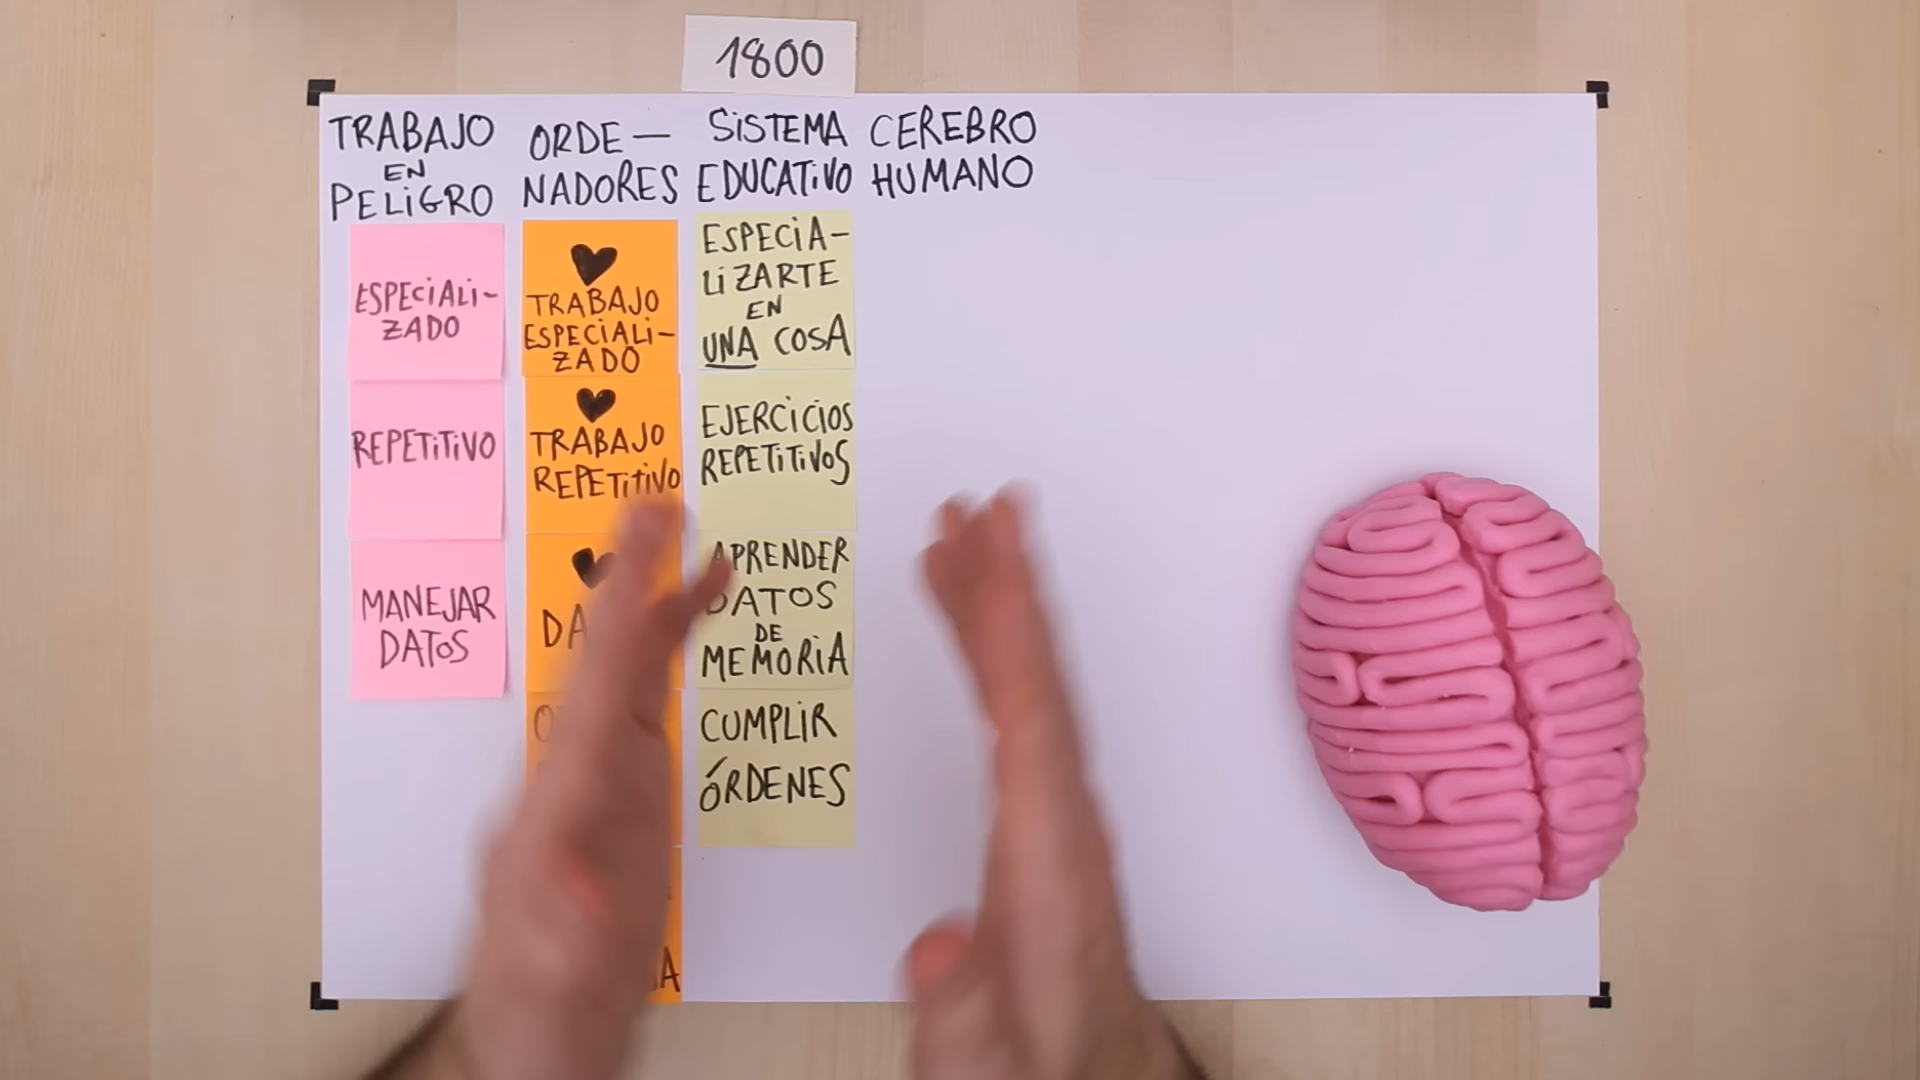 1800
TRABAJO
EN
PELiGRO
ORDE—
NADORES
SiSTEMA
EDUCATiVO
CEREBRO
HUMANO
ESPECiALi-
ZADO
REPETiTiVO
MANEJAR
DATOS
TRABAJO
ESPECiALi-
ZADO
TRABAJO
REPETitiVO
ESPECiA-
LiZARTE
EN
UNA COSA
EJERCiCiOS
REPETiTiVOS
APRENDER
DATOS
DE
MEMORiA
CUMPLiR
ÓRDENES